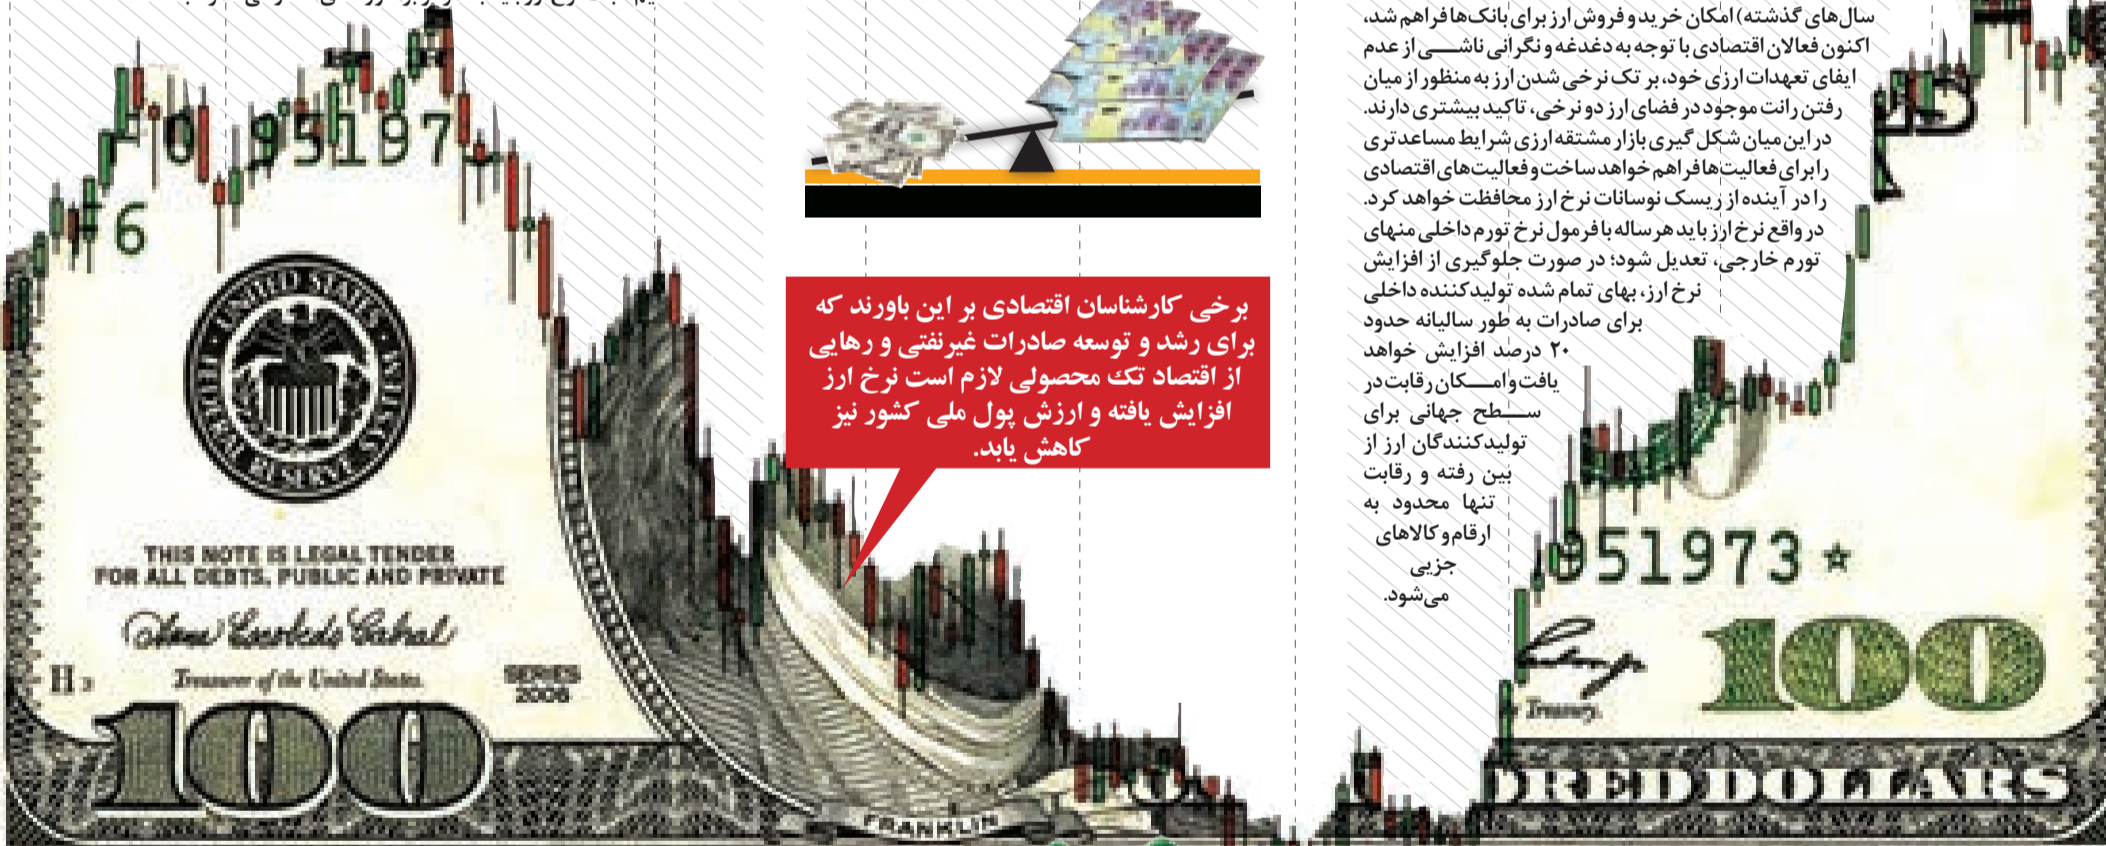 سال‌های گذشته) امکان خرید و فروش ارز برای بانک‌ها فراهم شد،
اکنون فعالان اقتصادی با توجه به دغدغه و نگرانی ناشی از عدم
ایفای تعهدات ارزی خود، بر تک نرخی شدن ارز به منظور از میان
رفتن رانت موجود در فضای ارز دو نرخی، تاکید بیشتری دارند.
در این میان شکل گیری بازار مشتقه ارزی شرایط مساعدتری
را برای فعالیت‌ها فراهم خواهد ساخت و فعالیت‌های اقتصادی
را در آینده از ریسک نوسانات نرخ ارز محافظت خواهد کرد.
در واقع نرخ ارز باید هر ساله با فرمول نرخ تورم داخلی منهای
تورم خارجی، تعدیل شود؛ در صورت جلوگیری از افزایش
نرخ ارز، بهای تمام شده تولیدکننده داخلی
برای صادرات به طور سالیانه حدود
۲۰ درصد افزایش خواهد
یافت و امکان رقابت در
سطح جهانی برای
تولیدکنندگان ارز از
بین رفته و رقابت
تنها محدود به
ارقام و کالاهای
جزیی
می‌شود.
برخی کارشناسان اقتصادی بر این باورند که
برای رشد و توسعه صادرات غیرنفتی و رهایی
از اقتصاد تک محصولی لازم است نرخ ارز
افزایش یافته و ارزش پول ملی کشور نیز
کاهش یابد.
6
UNITED STATES
FEDERAL RESERVE SYSTEM
THIS NOTE IS LEGAL TENDER
FOR ALL DEBTS, PUBLIC AND PRIVATE
Treasurer of the United States.
H 3
SERIES
2006
100
FRANKLIN
951973 ★
100
Treasury.
DRED DOLLARS